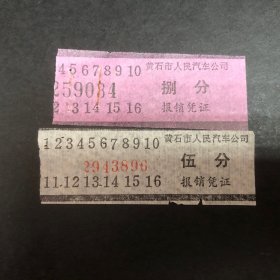 4 5 6 7 8 9 10 黄石市人民汽车公司
259034 捌分
13 14 15 16 报销凭证
1 2 3 4 5 6 7 8 9 10 黄石市人民汽车公司
2943896 伍分
11.12 13.14 15 16 报销凭证